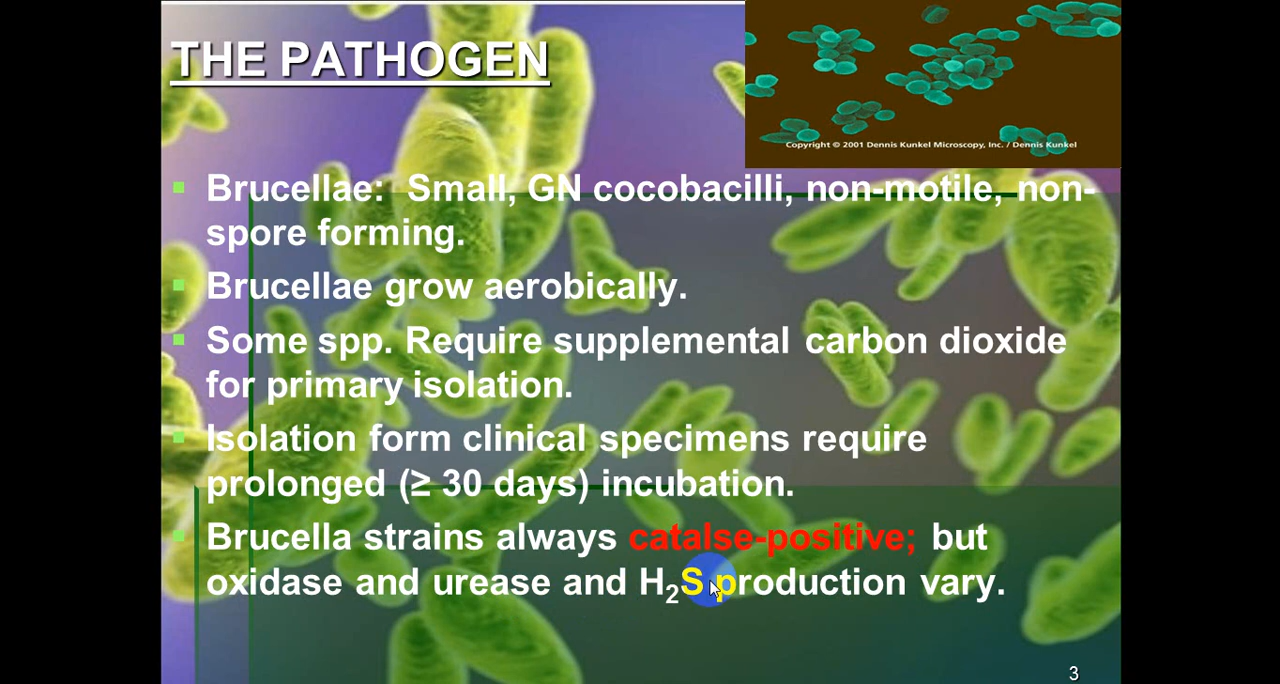 THE PATHOGEN
Copyright © 2001 Dennis Kunkel Microscopy, Inc. / Dennis Kunkel
Brucellae: Small, GN cocobacilli, non-motile, non-
spore forming.
Brucellae grow aerobically.
Some spp. Require supplemental carbon dioxide
for primary isolation.
Isolation form clinical specimens require
prolonged (≥ 30 days) incubation.
Brucella strains always catalse-positive; but
oxidase and urease and H₂S production vary.
3